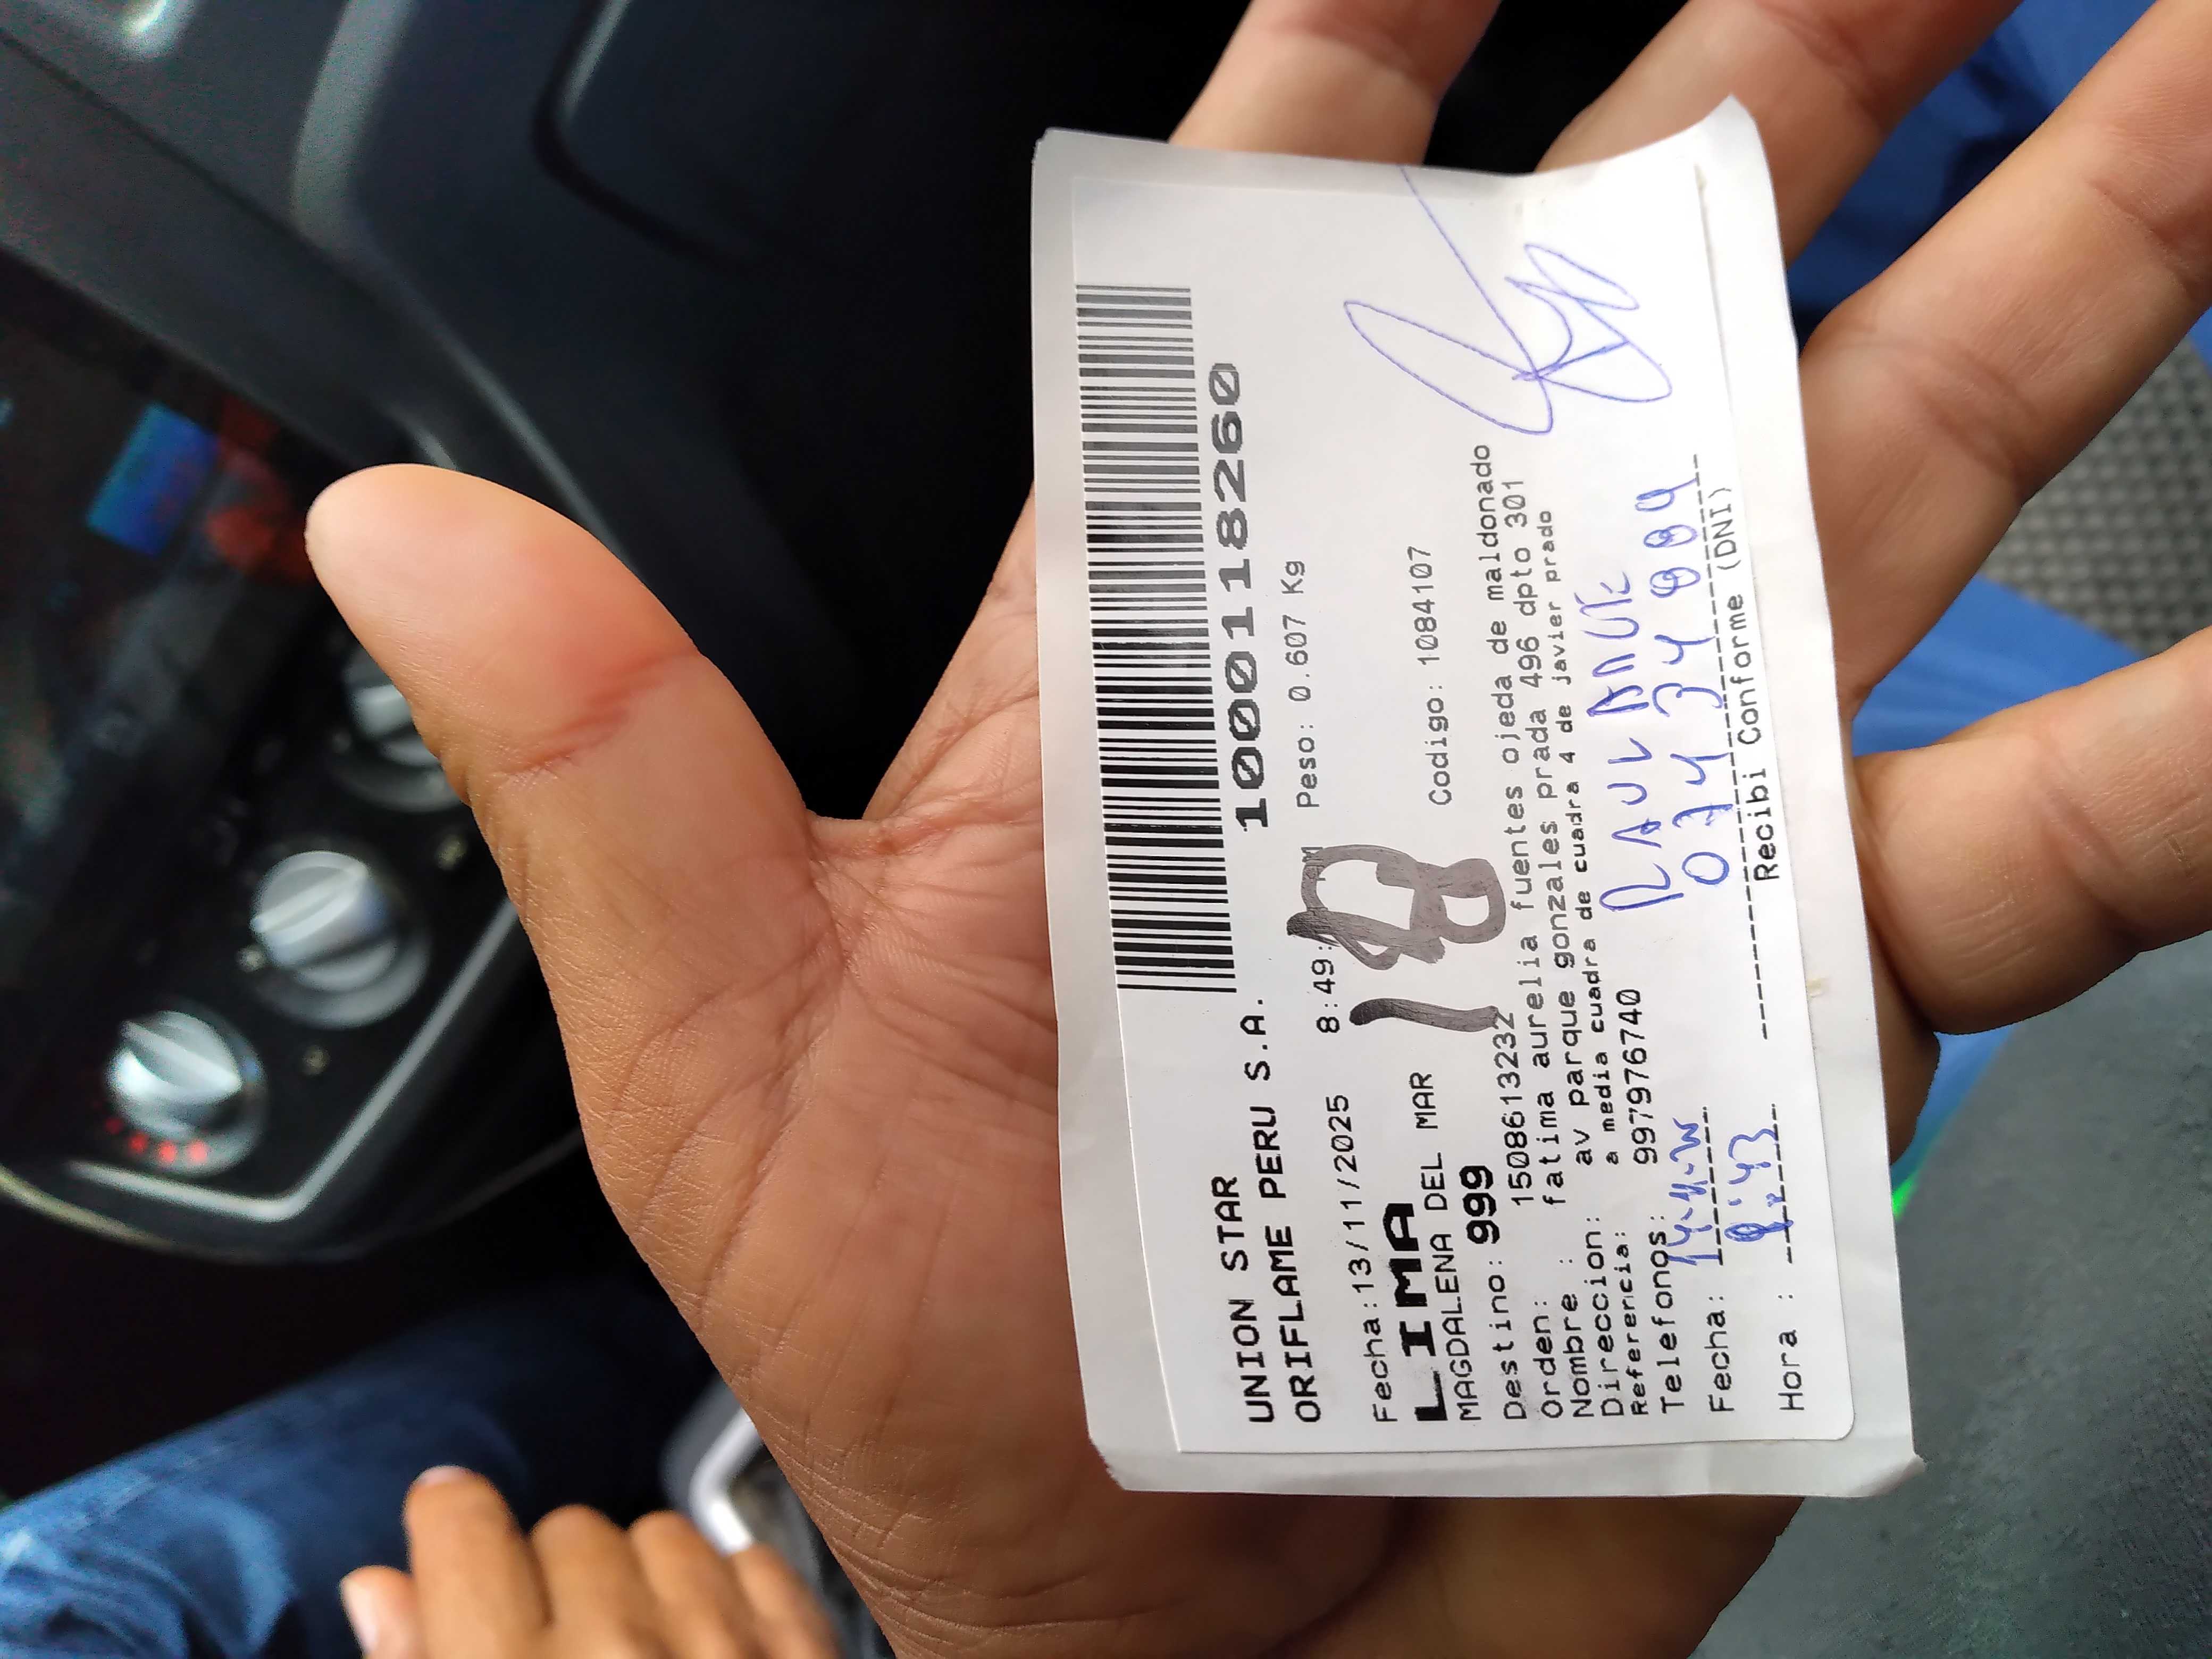 UNION STAR
ORIFLAME PERU S.A.
10001118260
Fecha:13/11/2025 8:49: Peso: 0.607 Kg
LIMA
MAGDALENA DEL MAR
18
Destino: 999 Codigo: 1084107
Orden: 1508613232
Nombre : fatima aurelia fuentes ojeda de maldonado
Direccion: av parque gonzales prada 496 dpto 301
Referencia: a media cuadra de cuadra 4 de javier prado
Telefonos: 997976740
RAUL
Fecha:
Hora : Recibi Conforme (DNI)